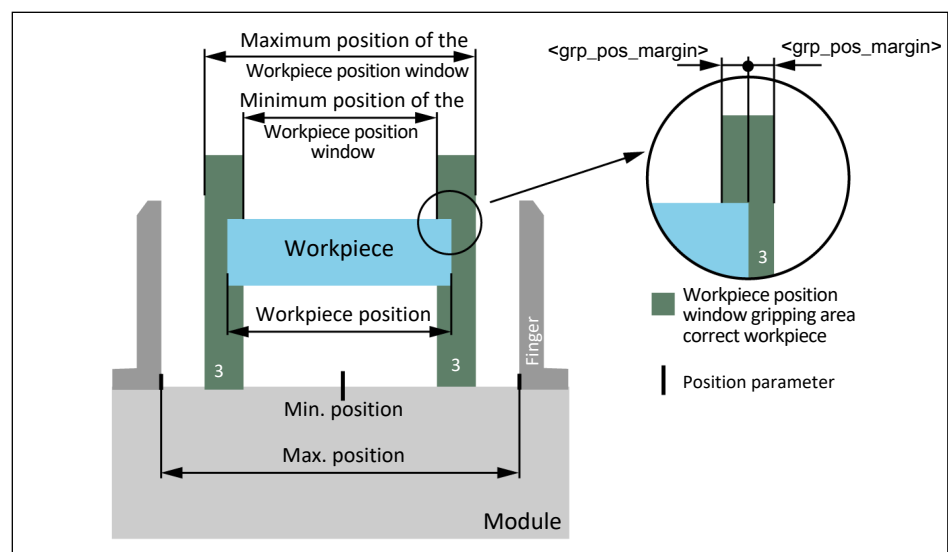 Maximum position of the
Workpiece position window
Minimum position of the
Workpiece position
window
<grp_pos_margin>
<grp_pos_margin>
Workpiece
3
Workpiece position
Workpiece position
window gripping area
correct workpiece
Finger
3
3
Position parameter
Min. position
Max. position
Module